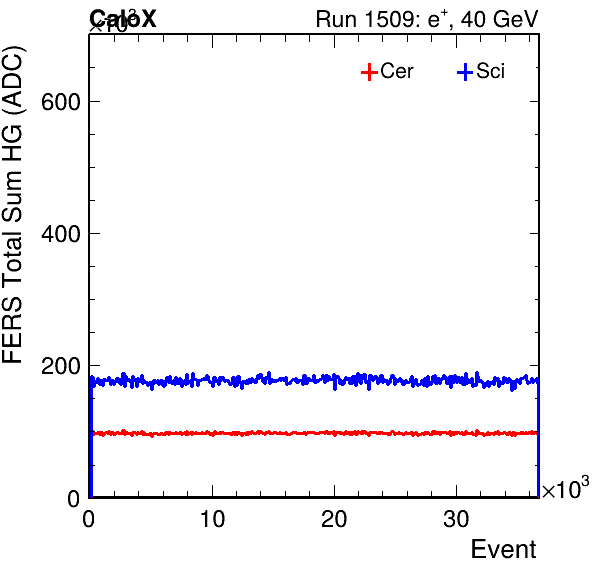 CaloX Run 1509: e⁺, 40 GeV
×10³
Cer Sci
FERS Total Sum HG (ADC)
600
400
200
0
0 10 20 30
×10³
Event